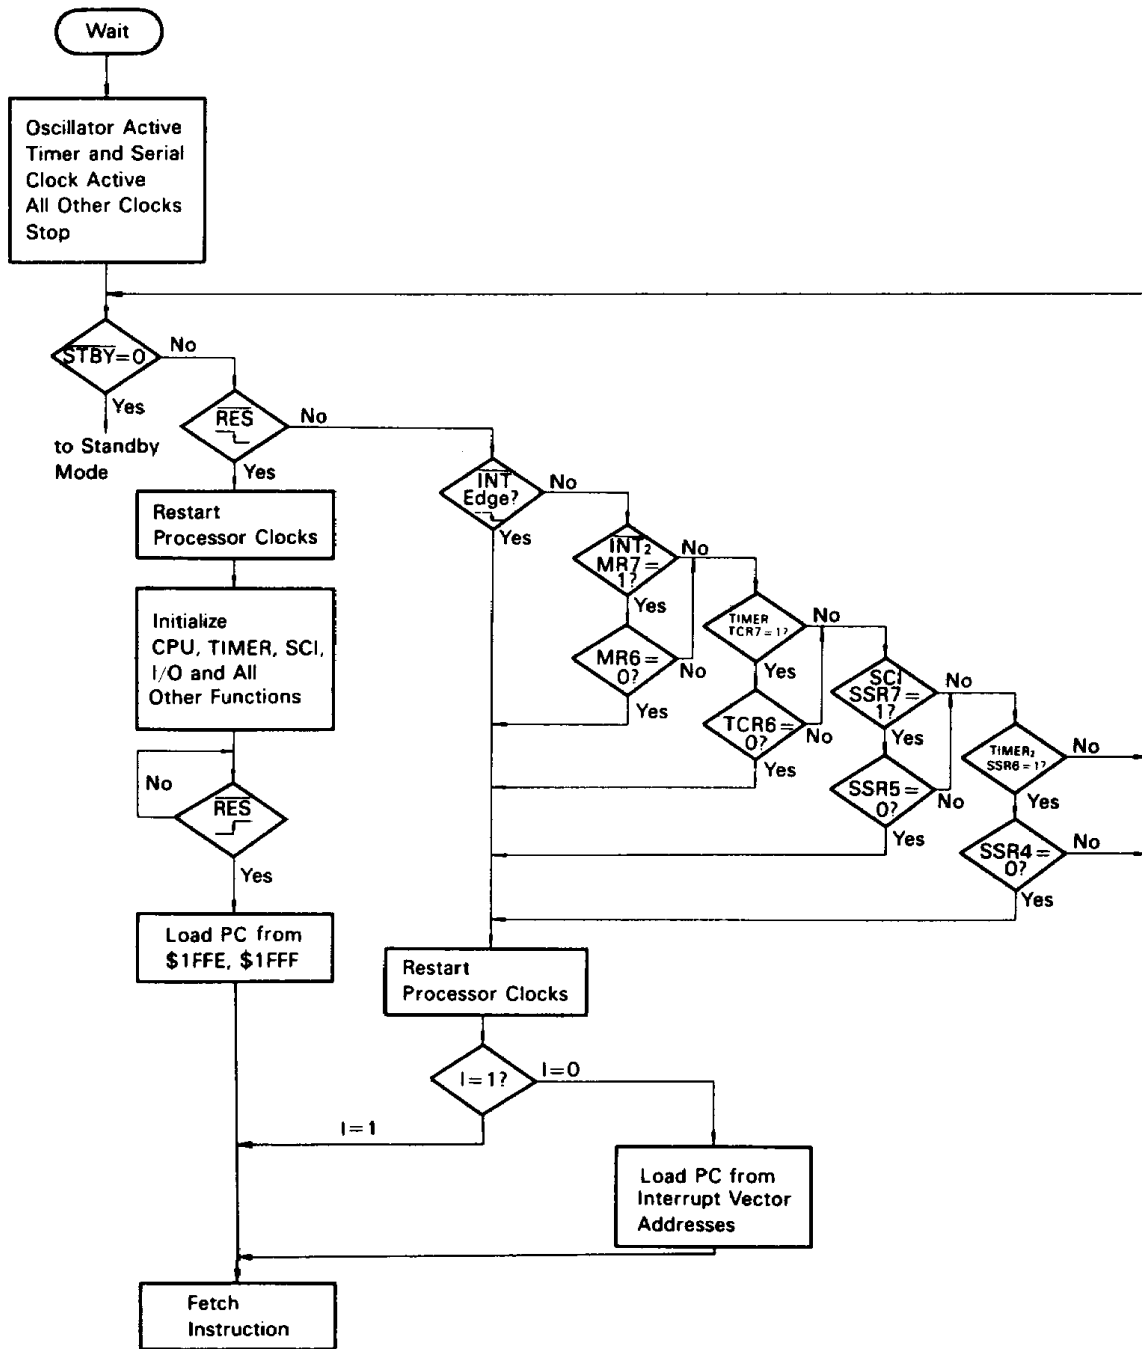 Wait
Oscillator Active
Timer and Serial
Clock Active
All Other Clocks
Stop
STBY=0
No
Yes
to Standby
Mode
RES
No
Yes
Restart
Processor Clocks
Initialize
CPU, TIMER, SCI,
I/O and All
Other Functions
No
RES
Yes
Load PC from
$1FFE, $1FFF
INT
Edge?
No
Yes
INT2
MR7=
1?
No
Yes
MR6=
0?
No
Yes
TIMER
TCR7=1?
No
Yes
TCR6=
0?
No
Yes
SCI
SSR7=
1?
No
Yes
SSR5=
0?
No
Yes
TIMER2
SSR6=1?
No
Yes
SSR4=
0?
No
Yes
Restart
Processor Clocks
I=1?
I=0
I=1
Load PC from
Interrupt Vector
Addresses
Fetch
Instruction